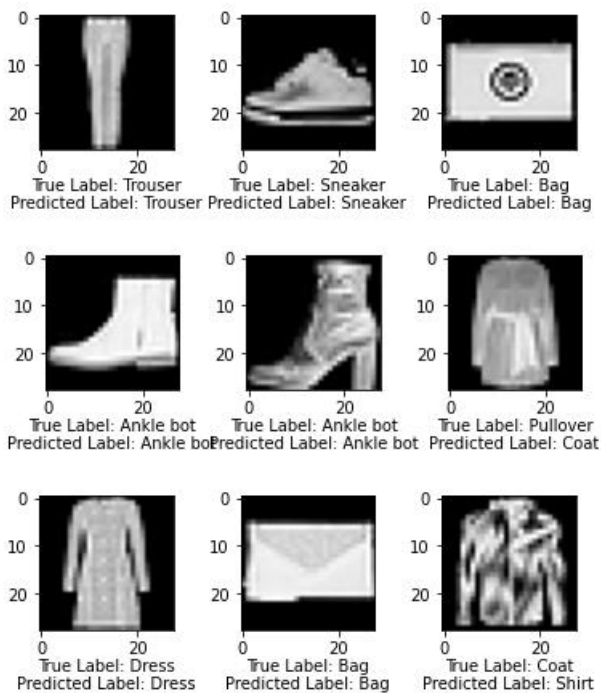 0
10
20
0 20
True Label: Trouser
Predicted Label: Trouser
0
10
20
0 20
True Label: Sneaker
Predicted Label: Sneaker
0
10
20
0 20
True Label: Bag
Predicted Label: Bag
0
10
20
0 20
True Label: Ankle bot
Predicted Label: Ankle bot
0
10
20
0 20
True Label: Ankle bot
Predicted Label: Ankle bot
0
10
20
0 20
True Label: Pullover
Predicted Label: Coat
0
10
20
0 20
True Label: Dress
Predicted Label: Dress
0
10
20
0 20
True Label: Bag
Predicted Label: Bag
0
10
20
0 20
True Label: Coat
Predicted Label: Shirt